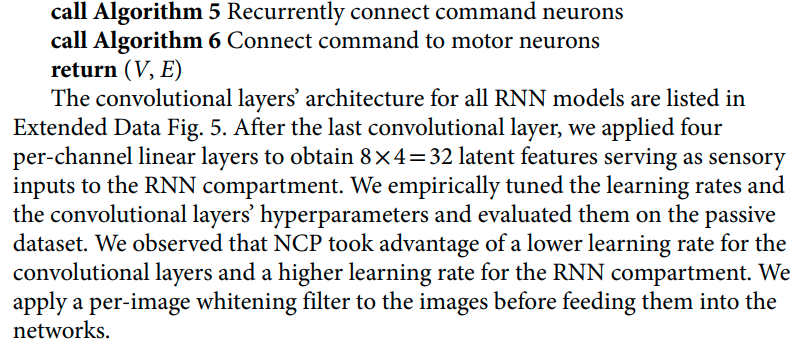 call Algorithm 5 Recurrently connect command neurons
call Algorithm 6 Connect command to motor neurons
return (V, E)
The convolutional layers’ architecture for all RNN models are listed in
Extended Data Fig. 5. After the last convolutional layer, we applied four
per-channel linear layers to obtain 8 × 4 = 32 latent features serving as sensory
inputs to the RNN compartment. We empirically tuned the learning rates and
the convolutional layers’ hyperparameters and evaluated them on the passive
dataset. We observed that NCP took advantage of a lower learning rate for the
convolutional layers and a higher learning rate for the RNN compartment. We
apply a per-image whitening filter to the images before feeding them into the
networks.